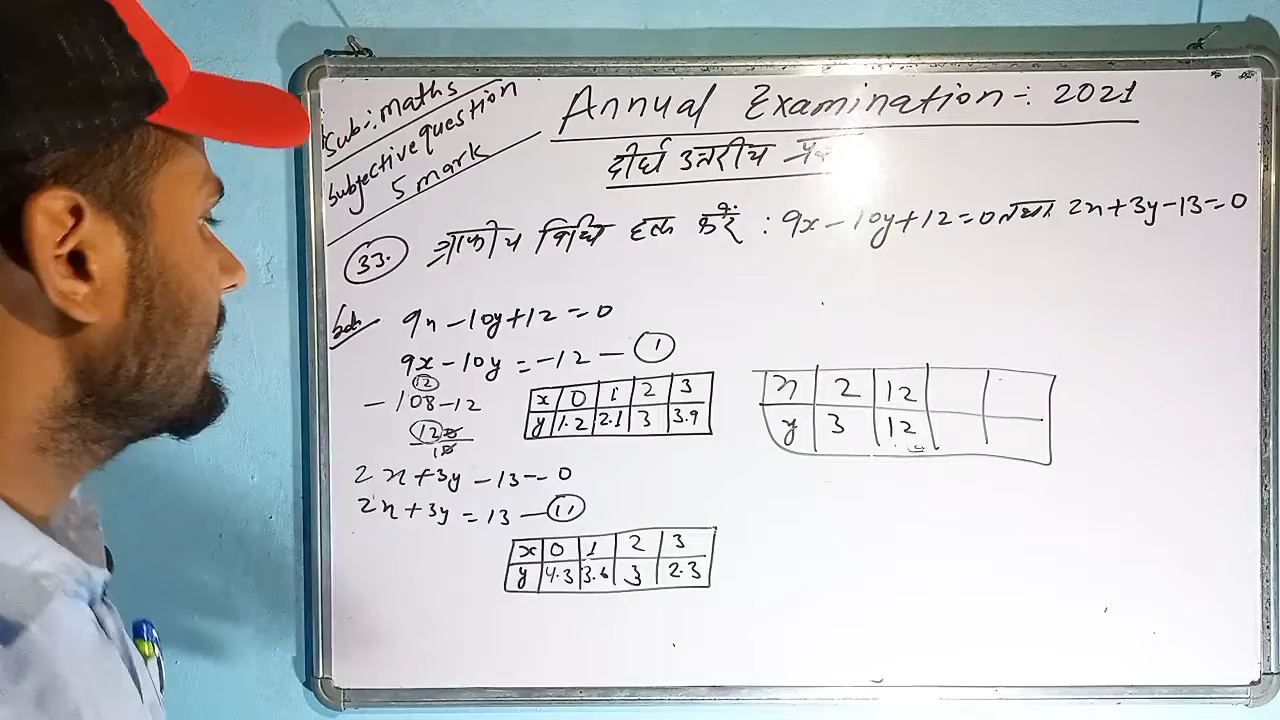 Sub:. Maths
Subjective question
5 mark
Annual Examination:- 2021
दीर्घ उत्तरीय
33. ग्राफीय विधि हल करें : 9x - 10y + 12 = 0 तथा 2x + 3y - 13 = 0
9x - 10y + 12 = 0
9x - 10y = -12 - 1
12
- 108 - 12
x 0 1 2 3
y 1.2 2.1 3 3.9
x 2 12
y 3 12
2x + 3y - 13 = 0
2x + 3y = 13 - 11
x 0 1 2 3
y 4.3 3.6 3 2.3